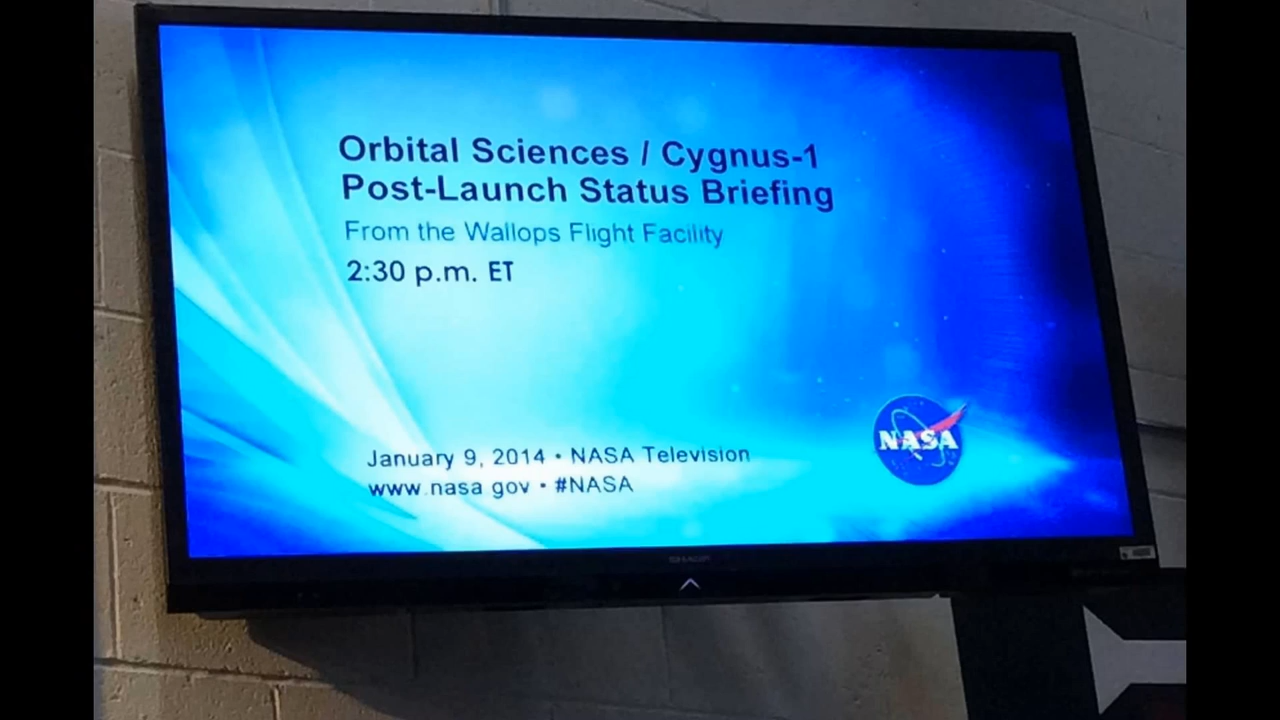 Orbital Sciences / Cygnus-1
Post-Launch Status Briefing
From the Wallops Flight Facility
2:30 p.m. ET
NASA
January 9, 2014 • NASA Television
www.nasa gov • #NASA
SHARP